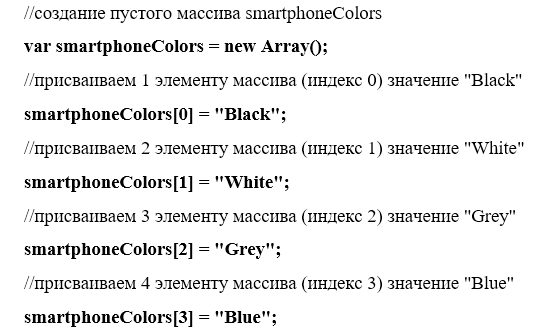 //создание пустого массива smartphoneColors
var smartphoneColors = new Array();
//присваиваем 1 элементу массива (индекс 0) значение "Black"
smartphoneColors[0] = "Black";
//присваиваем 2 элементу массива (индекс 1) значение "White"
smartphoneColors[1] = "White";
//присваиваем 3 элементу массива (индекс 2) значение "Grey"
smartphoneColors[2] = "Grey";
//присваиваем 4 элементу массива (индекс 3) значение "Blue"
smartphoneColors[3] = "Blue";